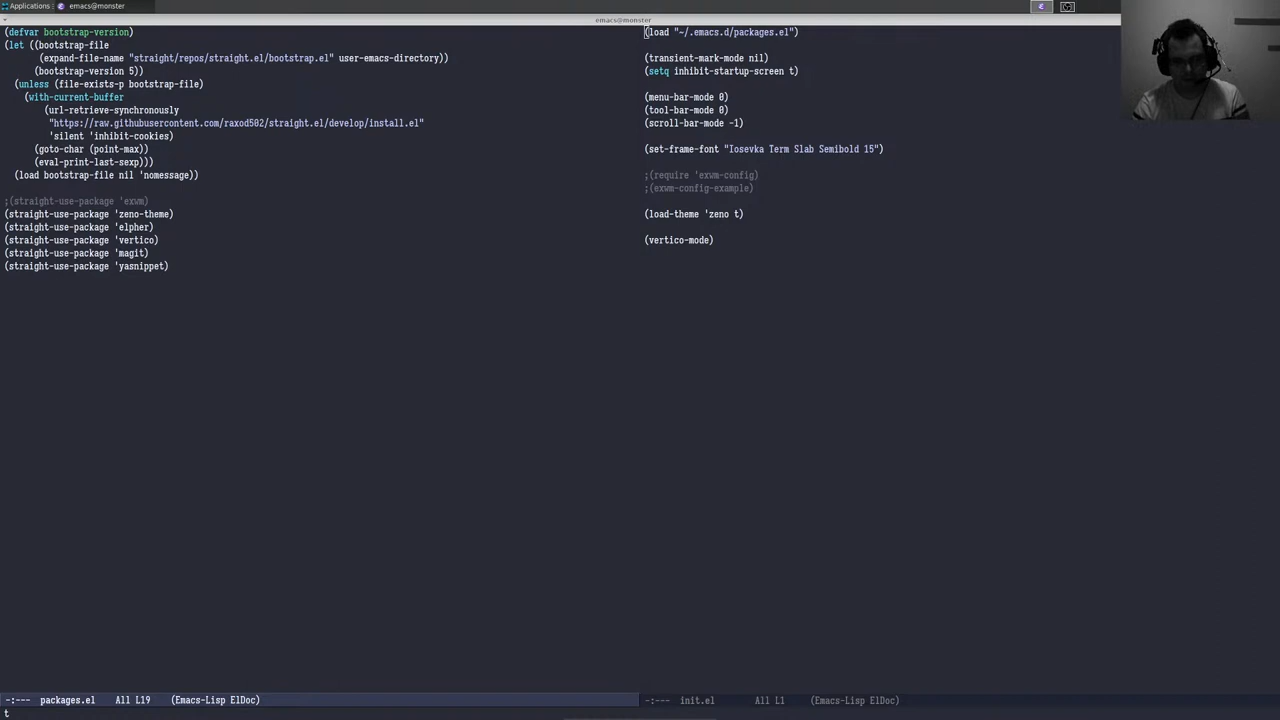 Applications
emacs@monster
emacs@monster
(defvar bootstrap-version)
(let ((bootstrap-file
(expand-file-name "straight/repos/straight.el/bootstrap.el" user-emacs-directory))
(bootstrap-version 5))
(unless (file-exists-p bootstrap-file)
(with-current-buffer
(url-retrieve-synchronously
"https://raw.githubusercontent.com/raxod502/straight.el/develop/install.el"
'silent 'inhibit-cookies)
(goto-char (point-max))
(eval-print-last-sexp)))
(load bootstrap-file nil 'nomessage))
;(straight-use-package 'exwm)
(straight-use-package 'zeno-theme)
(straight-use-package 'elpher)
(straight-use-package 'vertico)
(straight-use-package 'magit)
(straight-use-package 'yasnippet)
(load "~/.emacs.d/packages.el")
(transient-mark-mode nil)
(setq inhibit-startup-screen t)
(menu-bar-mode 0)
(tool-bar-mode 0)
(scroll-bar-mode -1)
(set-frame-font "Iosevka Term Slab Semibold 15")
;(require 'exwm-config)
;(exwm-config-example)
(load-theme 'zeno t)
(vertico-mode)
-:--- packages.el All L19 (Emacs-Lisp ElDoc)
-:--- init.el All L1 (Emacs-Lisp ElDoc)
t